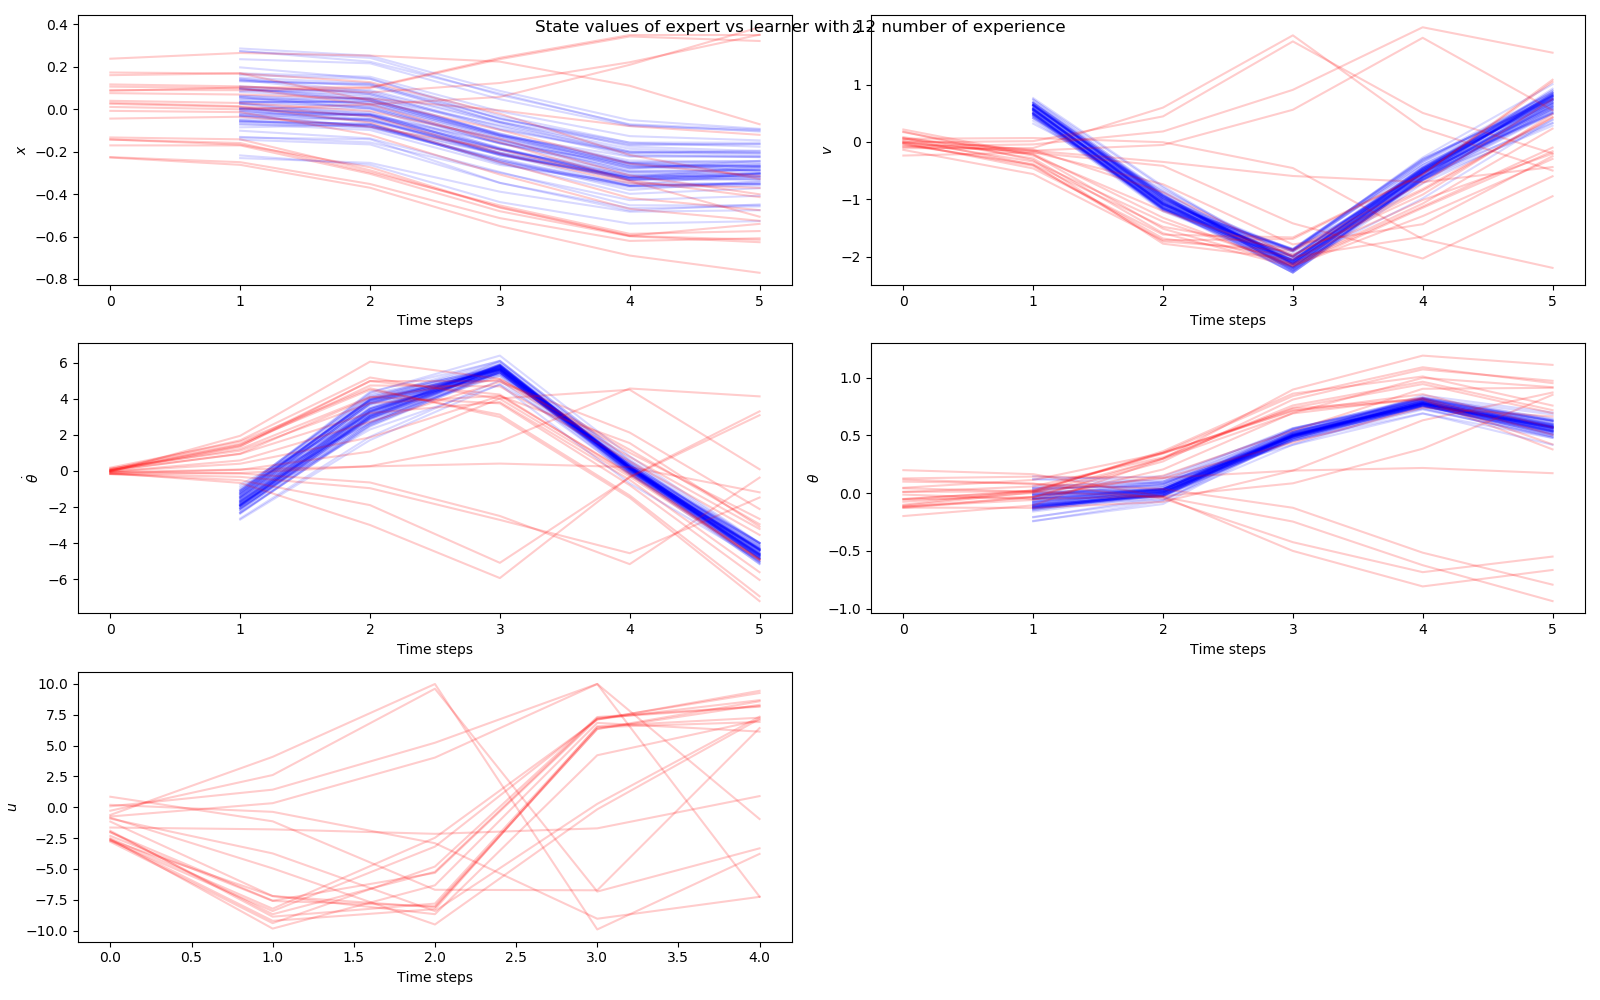 State values of expert vs learner with 12 number of experience
0.4
0.2
0.0
−0.2
−0.4
−0.6
−0.8
x
0 1 2 3 4 5
Time steps
2
1
0
−1
−2
v
0 1 2 3 4 5
Time steps
6
4
2
0
−2
−4
−6
θ̇
0 1 2 3 4 5
Time steps
1.0
0.5
0.0
−0.5
−1.0
θ
0 1 2 3 4 5
Time steps
10.0
7.5
5.0
2.5
0.0
−2.5
−5.0
−7.5
−10.0
u
0.0 0.5 1.0 1.5 2.0 2.5 3.0 3.5 4.0
Time steps